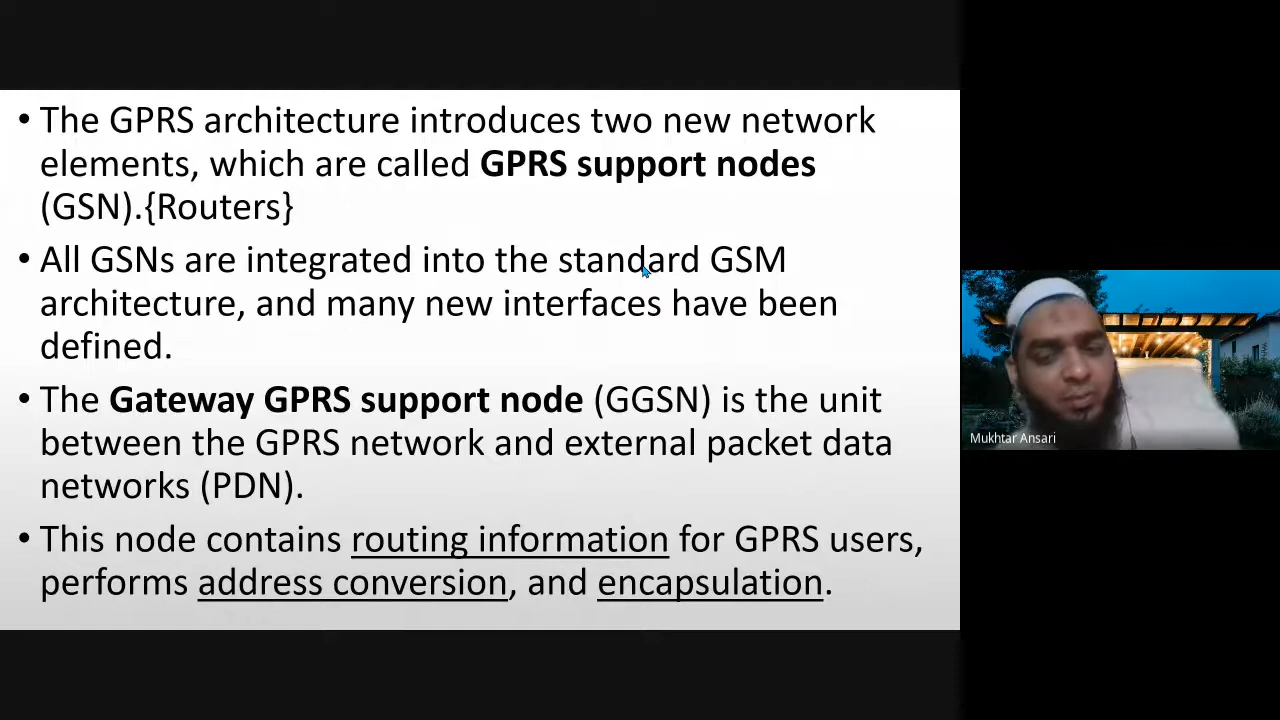 • The GPRS architecture introduces two new network
elements, which are called GPRS support nodes
(GSN).{Routers}
• All GSNs are integrated into the standard GSM
architecture, and many new interfaces have been
defined.
• The Gateway GPRS support node (GGSN) is the unit
between the GPRS network and external packet data
networks (PDN).
• This node contains routing information for GPRS users,
performs address conversion, and encapsulation.
Mukhtar Ansari